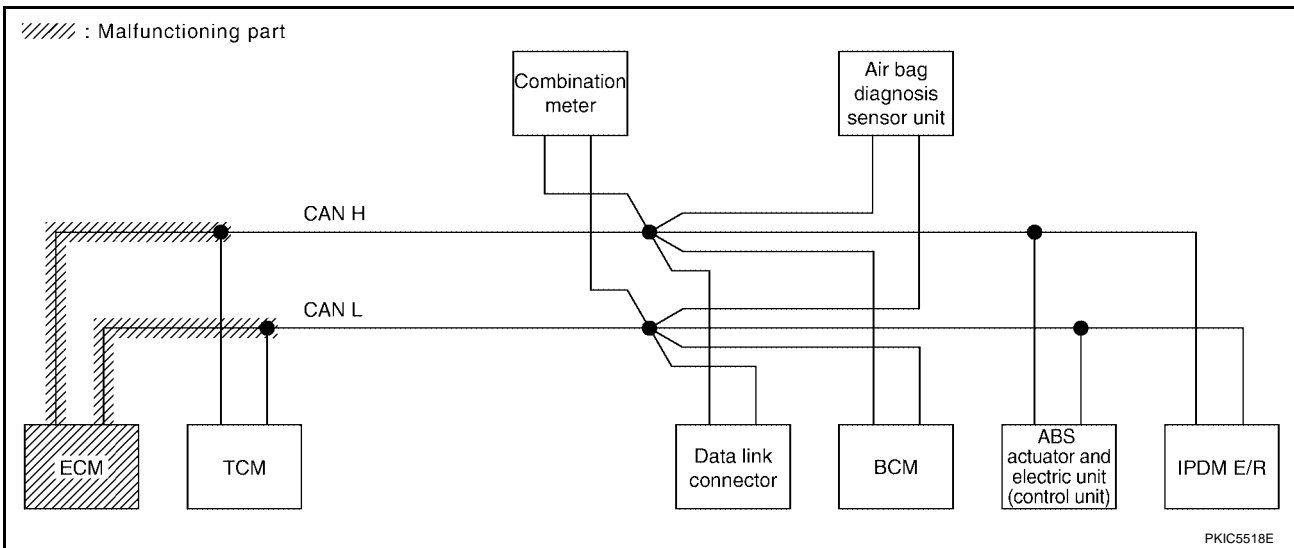 : Malfunctioning part
Combination
meter
Air bag
diagnosis
sensor unit
CAN H
CAN L
ECM
TCM
Data link
connector
BCM
ABS
actuator and
electric unit
(control unit)
IPDM E/R
PKIC5518E